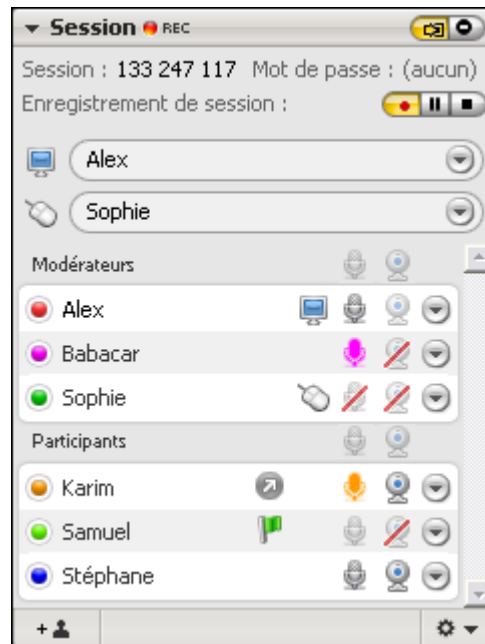 Session REC
Session : 133 247 117 Mot de passe : (aucun)
Enregistrement de session :
Alex
Sophie
Modérateurs
Alex
Babacar
Sophie
Participants
Karim
Samuel
Stéphane